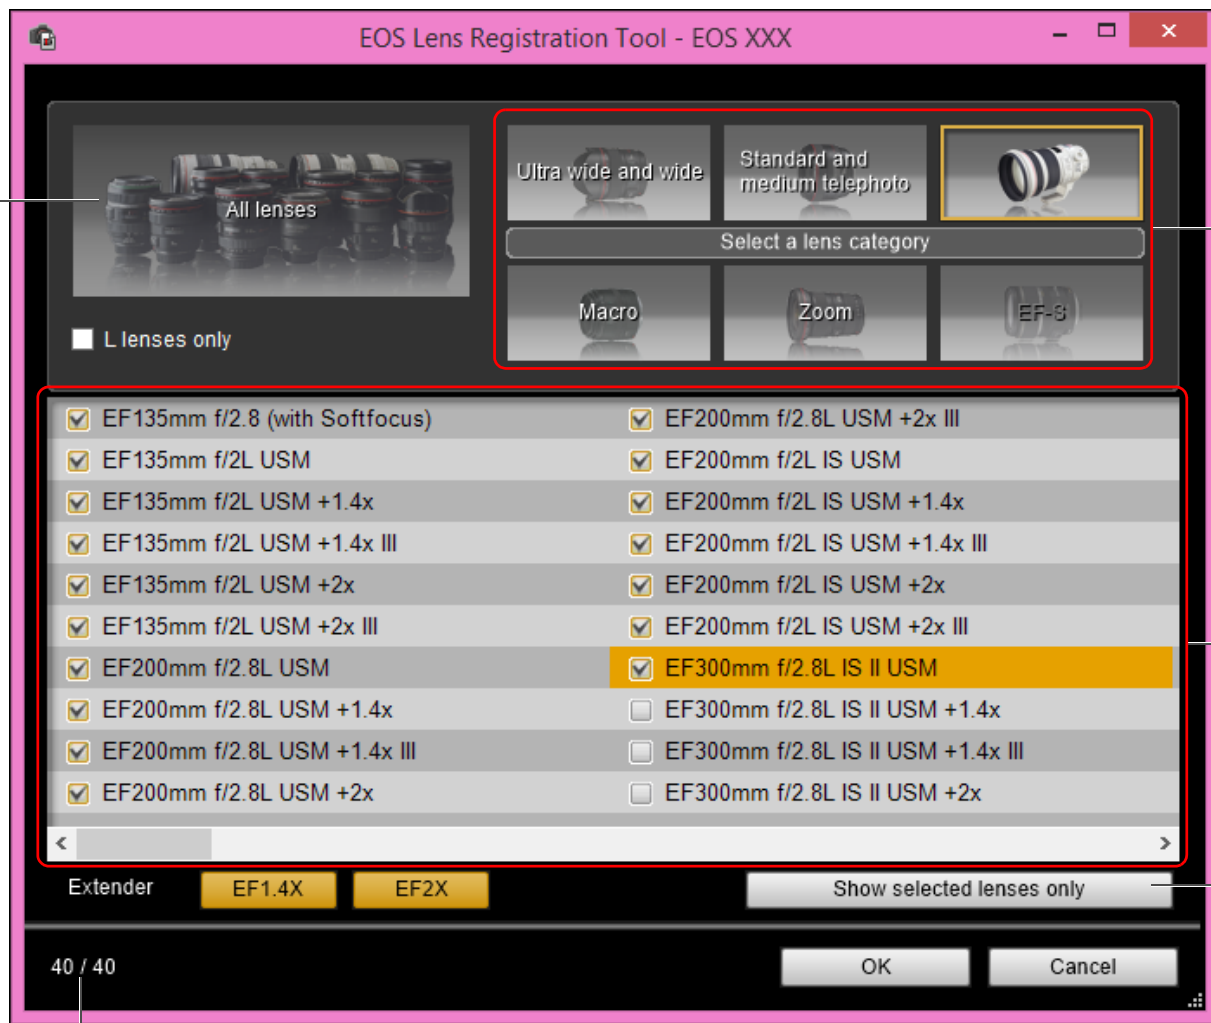 EOS Lens Registration Tool - EOS XXX
All lenses
L lenses only
Ultra wide and wide
Standard and
medium telephoto
Select a lens category
Macro
Zoom
EF-S
EF135mm f/2.8 (with Softfocus)
EF135mm f/2L USM
EF135mm f/2L USM +1.4x
EF135mm f/2L USM +1.4x III
EF135mm f/2L USM +2x
EF135mm f/2L USM +2x III
EF200mm f/2.8L USM
EF200mm f/2.8L USM +1.4x
EF200mm f/2.8L USM +1.4x III
EF200mm f/2.8L USM +2x
EF200mm f/2.8L USM +2x III
EF200mm f/2L IS USM
EF200mm f/2L IS USM +1.4x
EF200mm f/2L IS USM +1.4x III
EF200mm f/2L IS USM +2x
EF200mm f/2L IS USM +2x III
EF300mm f/2.8L IS II USM
EF300mm f/2.8L IS II USM +1.4x
EF300mm f/2.8L IS II USM +1.4x III
EF300mm f/2.8L IS II USM +2x
Extender
EF1.4X
EF2X
Show selected lenses only
40 / 40
OK
Cancel